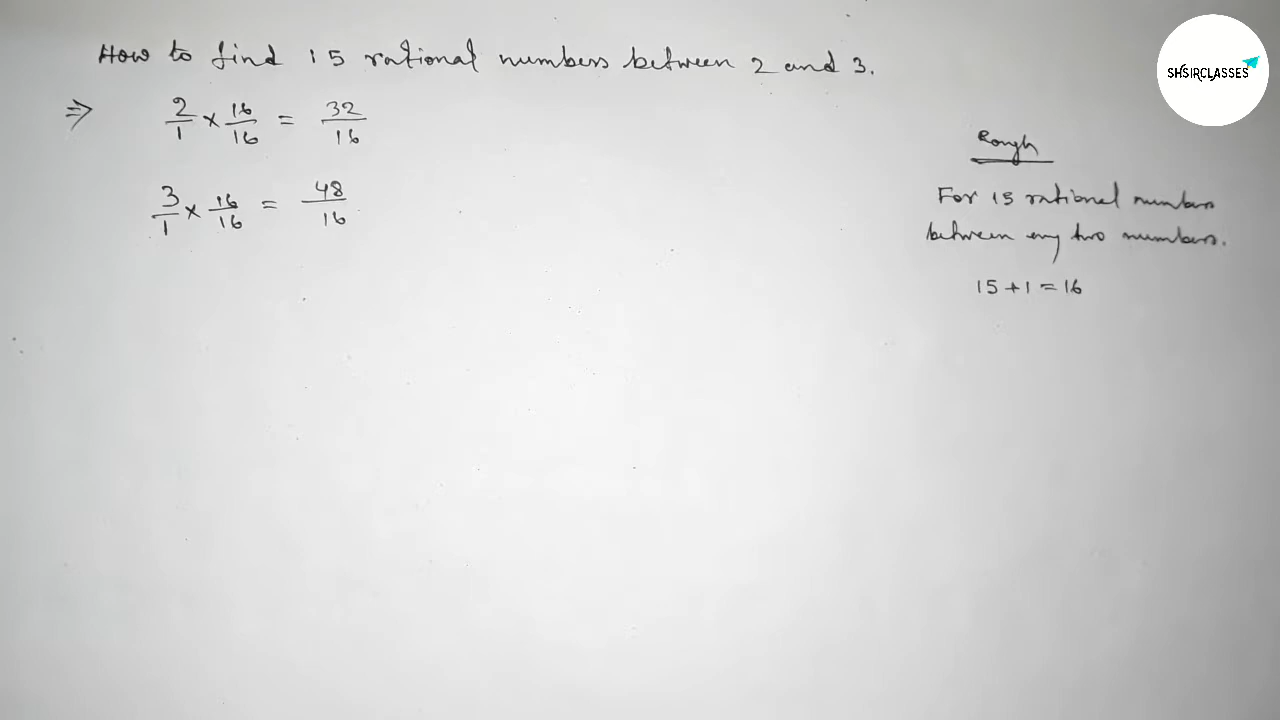 How to find 15 rational numbers between 2 and 3.
⇒ 2/1 × 16/16 = 32/16
3/1 × 16/16 = 48/16
SHSIRCLASSES
Rough
For 15 rational numbers
between any two numbers.
15+1=16